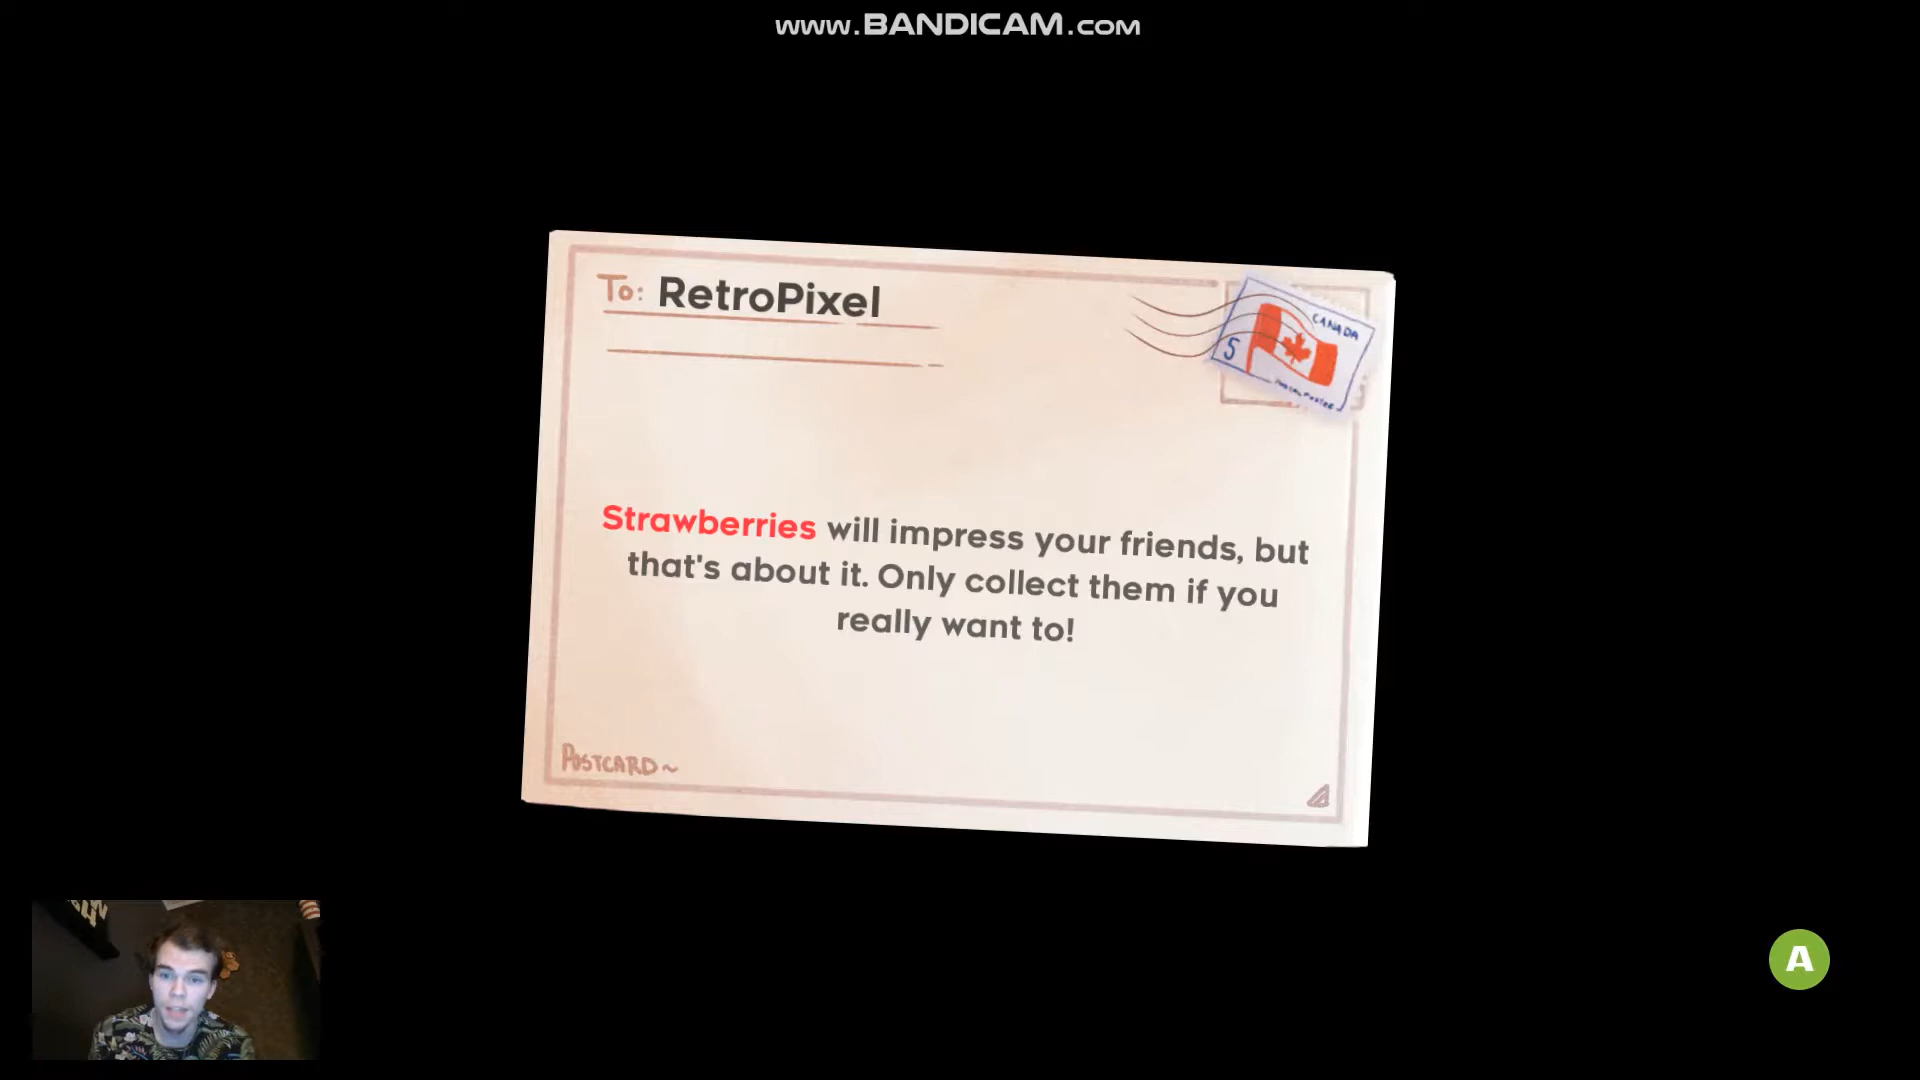 www.BANDICAM.COM
To: RetroPixel
CANADA
5
Strawberries will impress your friends, but
that's about it. Only collect them if you
really want to!
POSTCARD~
A